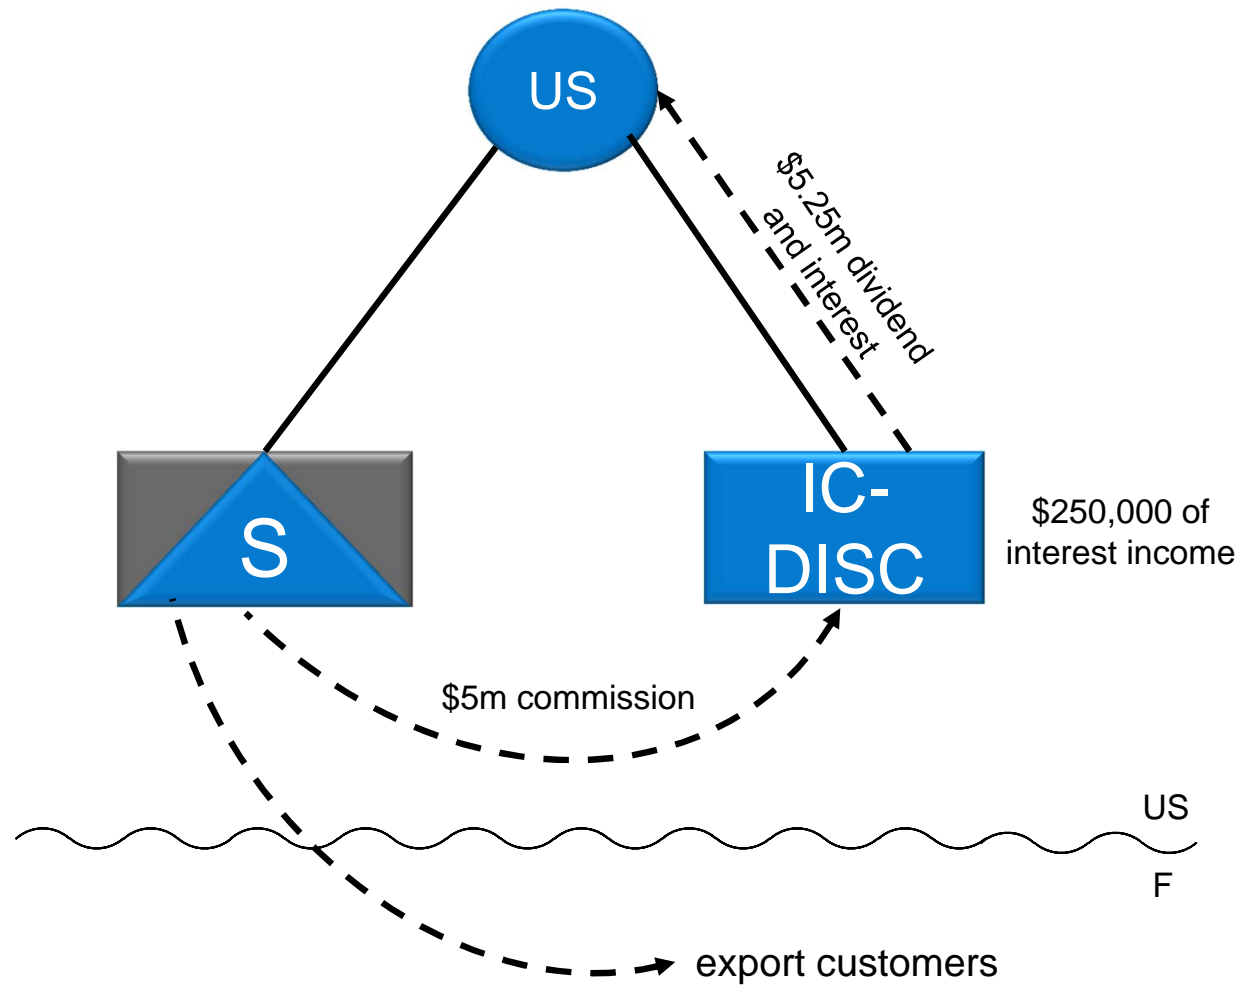 US
$5.25m dividend
and interest
S
IC-
DISC
$250,000 of
interest income
$5m commission
US
F
export customers